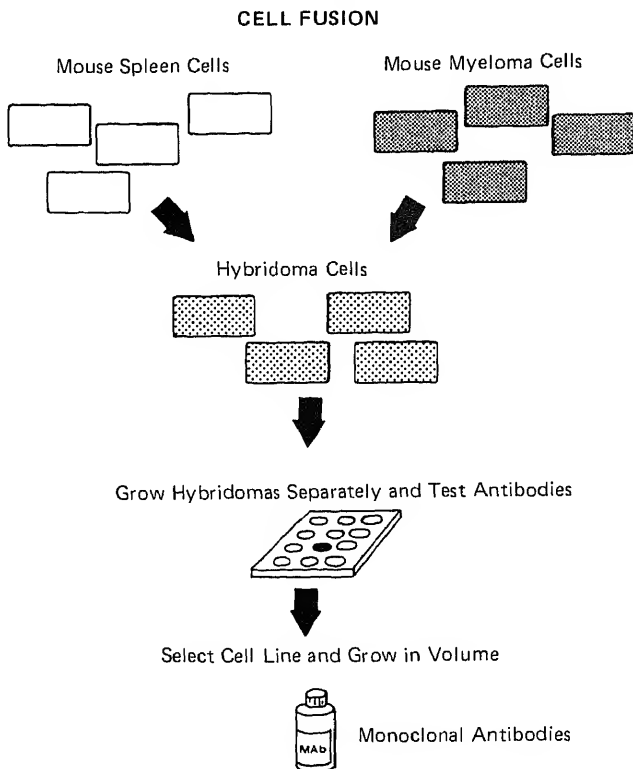 CELL FUSION
Mouse Spleen Cells
Mouse Myeloma Cells
Hybridoma Cells
Grow Hybridomas Separately and Test Antibodies
Select Cell Line and Grow in Volume
MAb
Monoclonal Antibodies